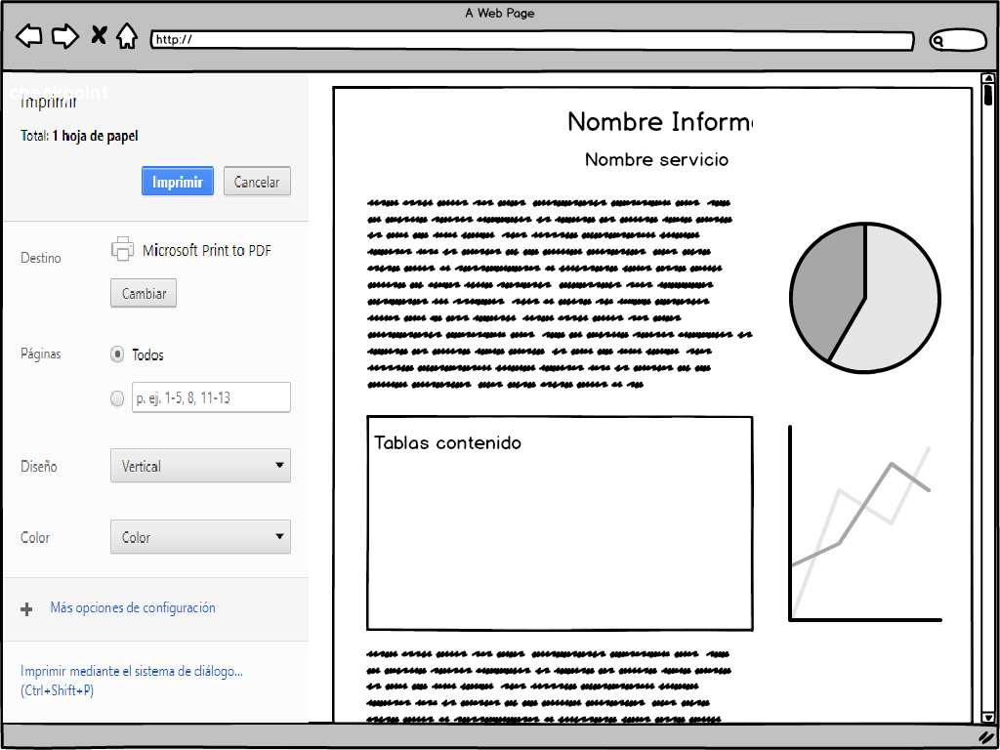 A Web Page
http://
checkpoint
Imprimir
Total: 1 hoja de papel
Imprimir
Cancelar
Destino
Microsoft Print to PDF
Cambiar
Páginas
Todos
p. ej. 1-5, 8, 11-13
Diseño
Vertical
Color
Color
Más opciones de configuración
Imprimir mediante el sistema de diálogo...
(Ctrl+Shift+P)
Nombre Inform
Nombre servicio
Tablas contenido